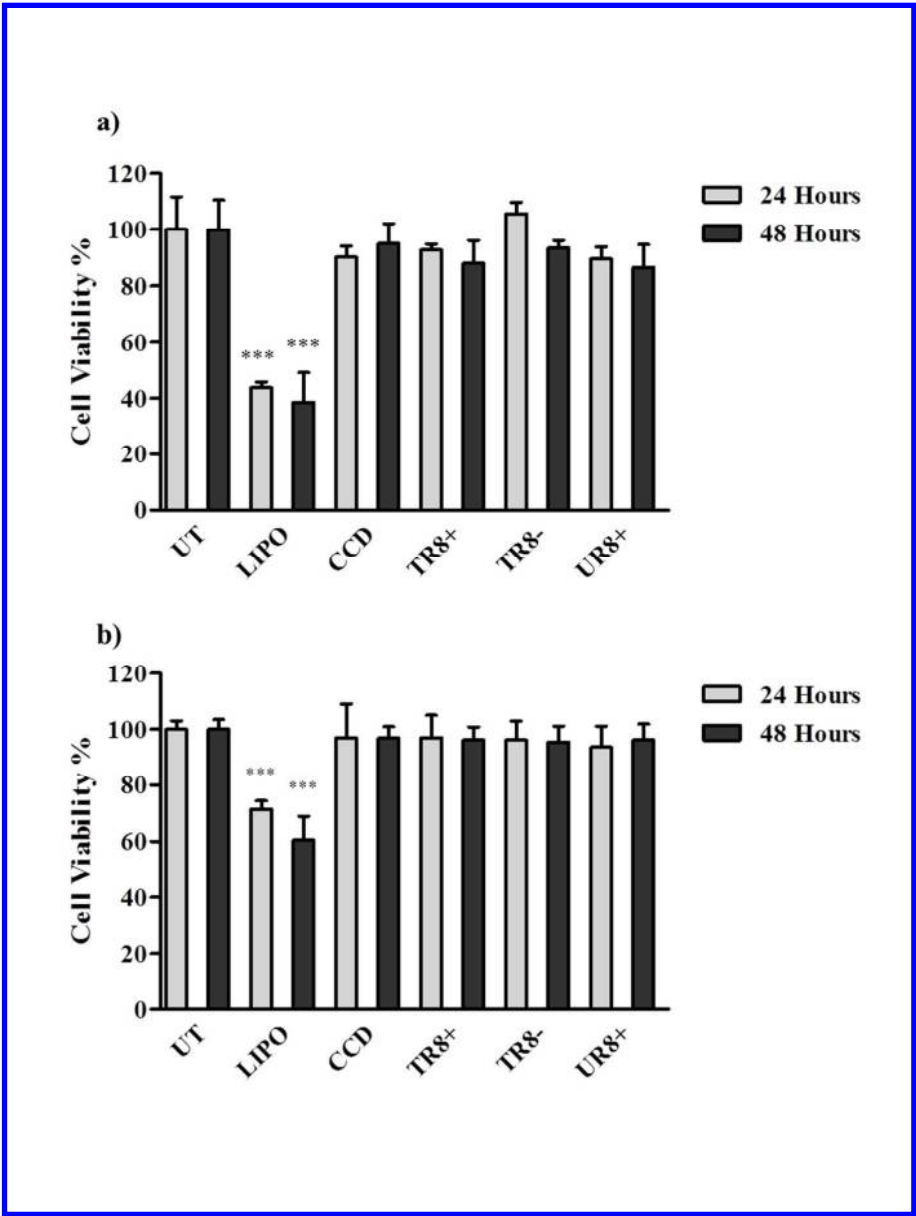 a)
120
100
80
60
40
20
0
Cell Viability %
*** ***
UT LIPO CCD TR8+ TR8- UR8+
24 Hours
48 Hours
b)
120
100
80
60
40
20
0
Cell Viability %
*** ***
UT LIPO CCD TR8+ TR8- UR8+
24 Hours
48 Hours